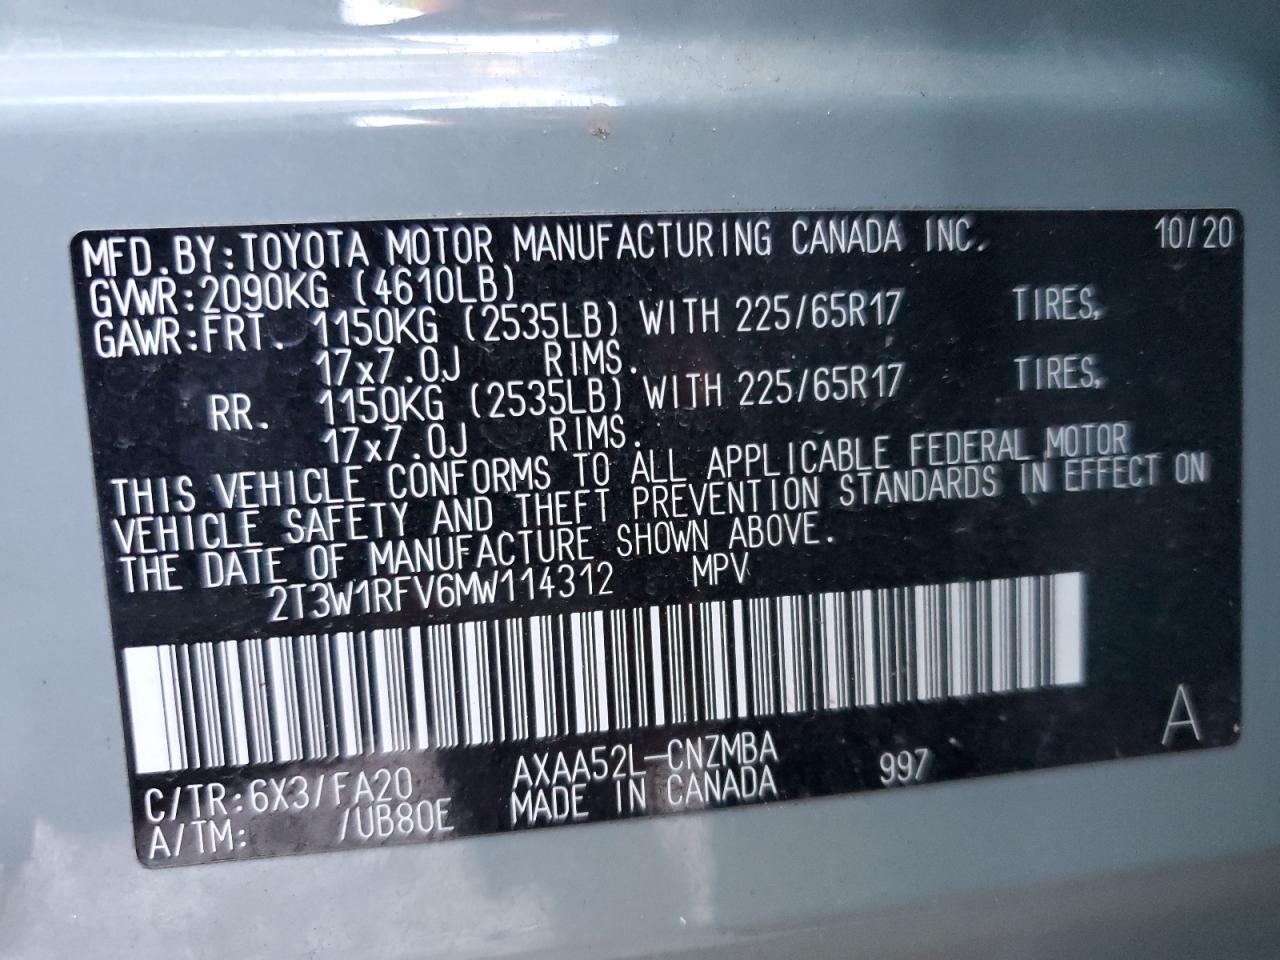 MFD.BY:TOYOTA MOTOR MANUFACTURING CANADA INC. 10/20
GVWR:2090KG (4610LB)
GAWR:FRT. 1150KG (2535LB) WITH 225/65R17 TIRES,
17x7.0J RIMS.
RR. 1150KG (2535LB) WITH 225/65R17 TIRES,
17x7.0J RIMS.
THIS VEHICLE CONFORMS TO ALL APPLICABLE FEDERAL MOTOR
VEHICLE SAFETY AND THEFT PREVENTION STANDARDS IN EFFECT ON
THE DATE OF MANUFACTURE SHOWN ABOVE.
2T3W1RFV6MW114312 MPV
A
C/TR:6X3/FA20 AXAA52L-CNZMBA 997
A/TM: /UB80E MADE IN CANADA